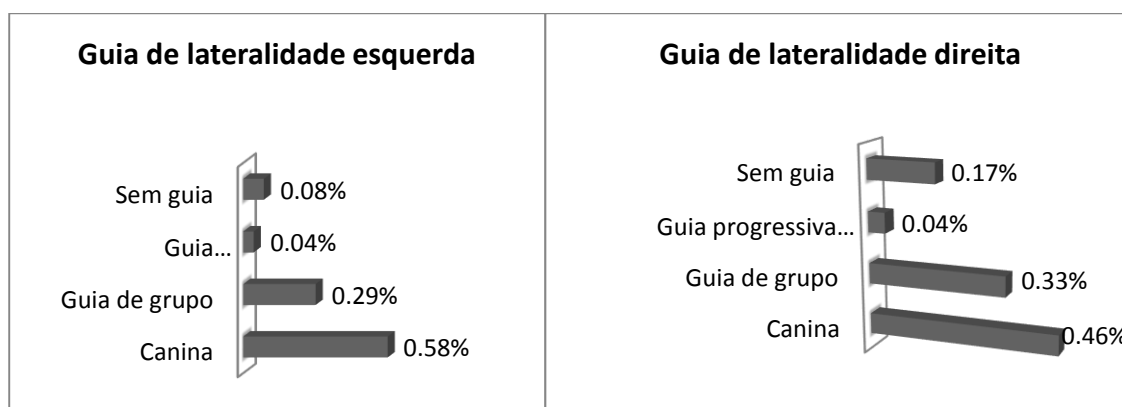 Guia de lateralidade esquerda
Sem guia 0.08%
Guia... 0.04%
Guia de grupo 0.29%
Canina 0.58%
Guia de lateralidade direita
Sem guia 0.17%
Guia progressiva... 0.04%
Guia de grupo 0.33%
Canina 0.46%